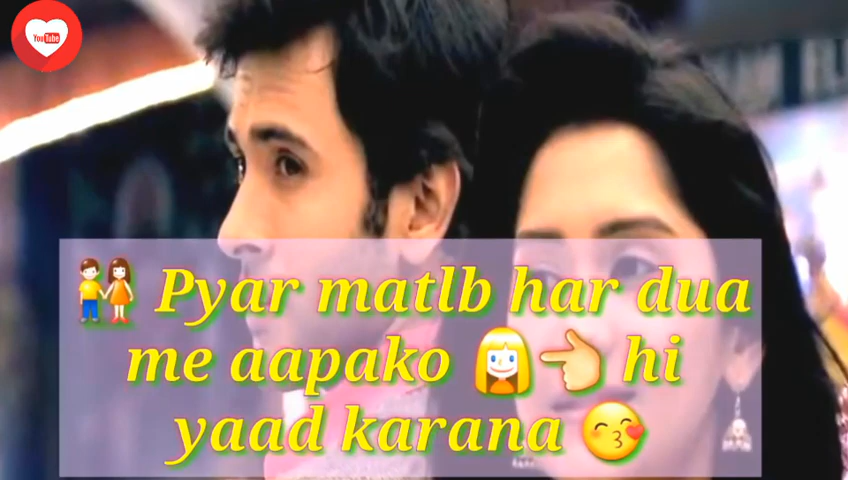 YouTube
👫 Pyar matlb har dua
me aapako 👱‍♀️👈 hi
yaad karana 😙